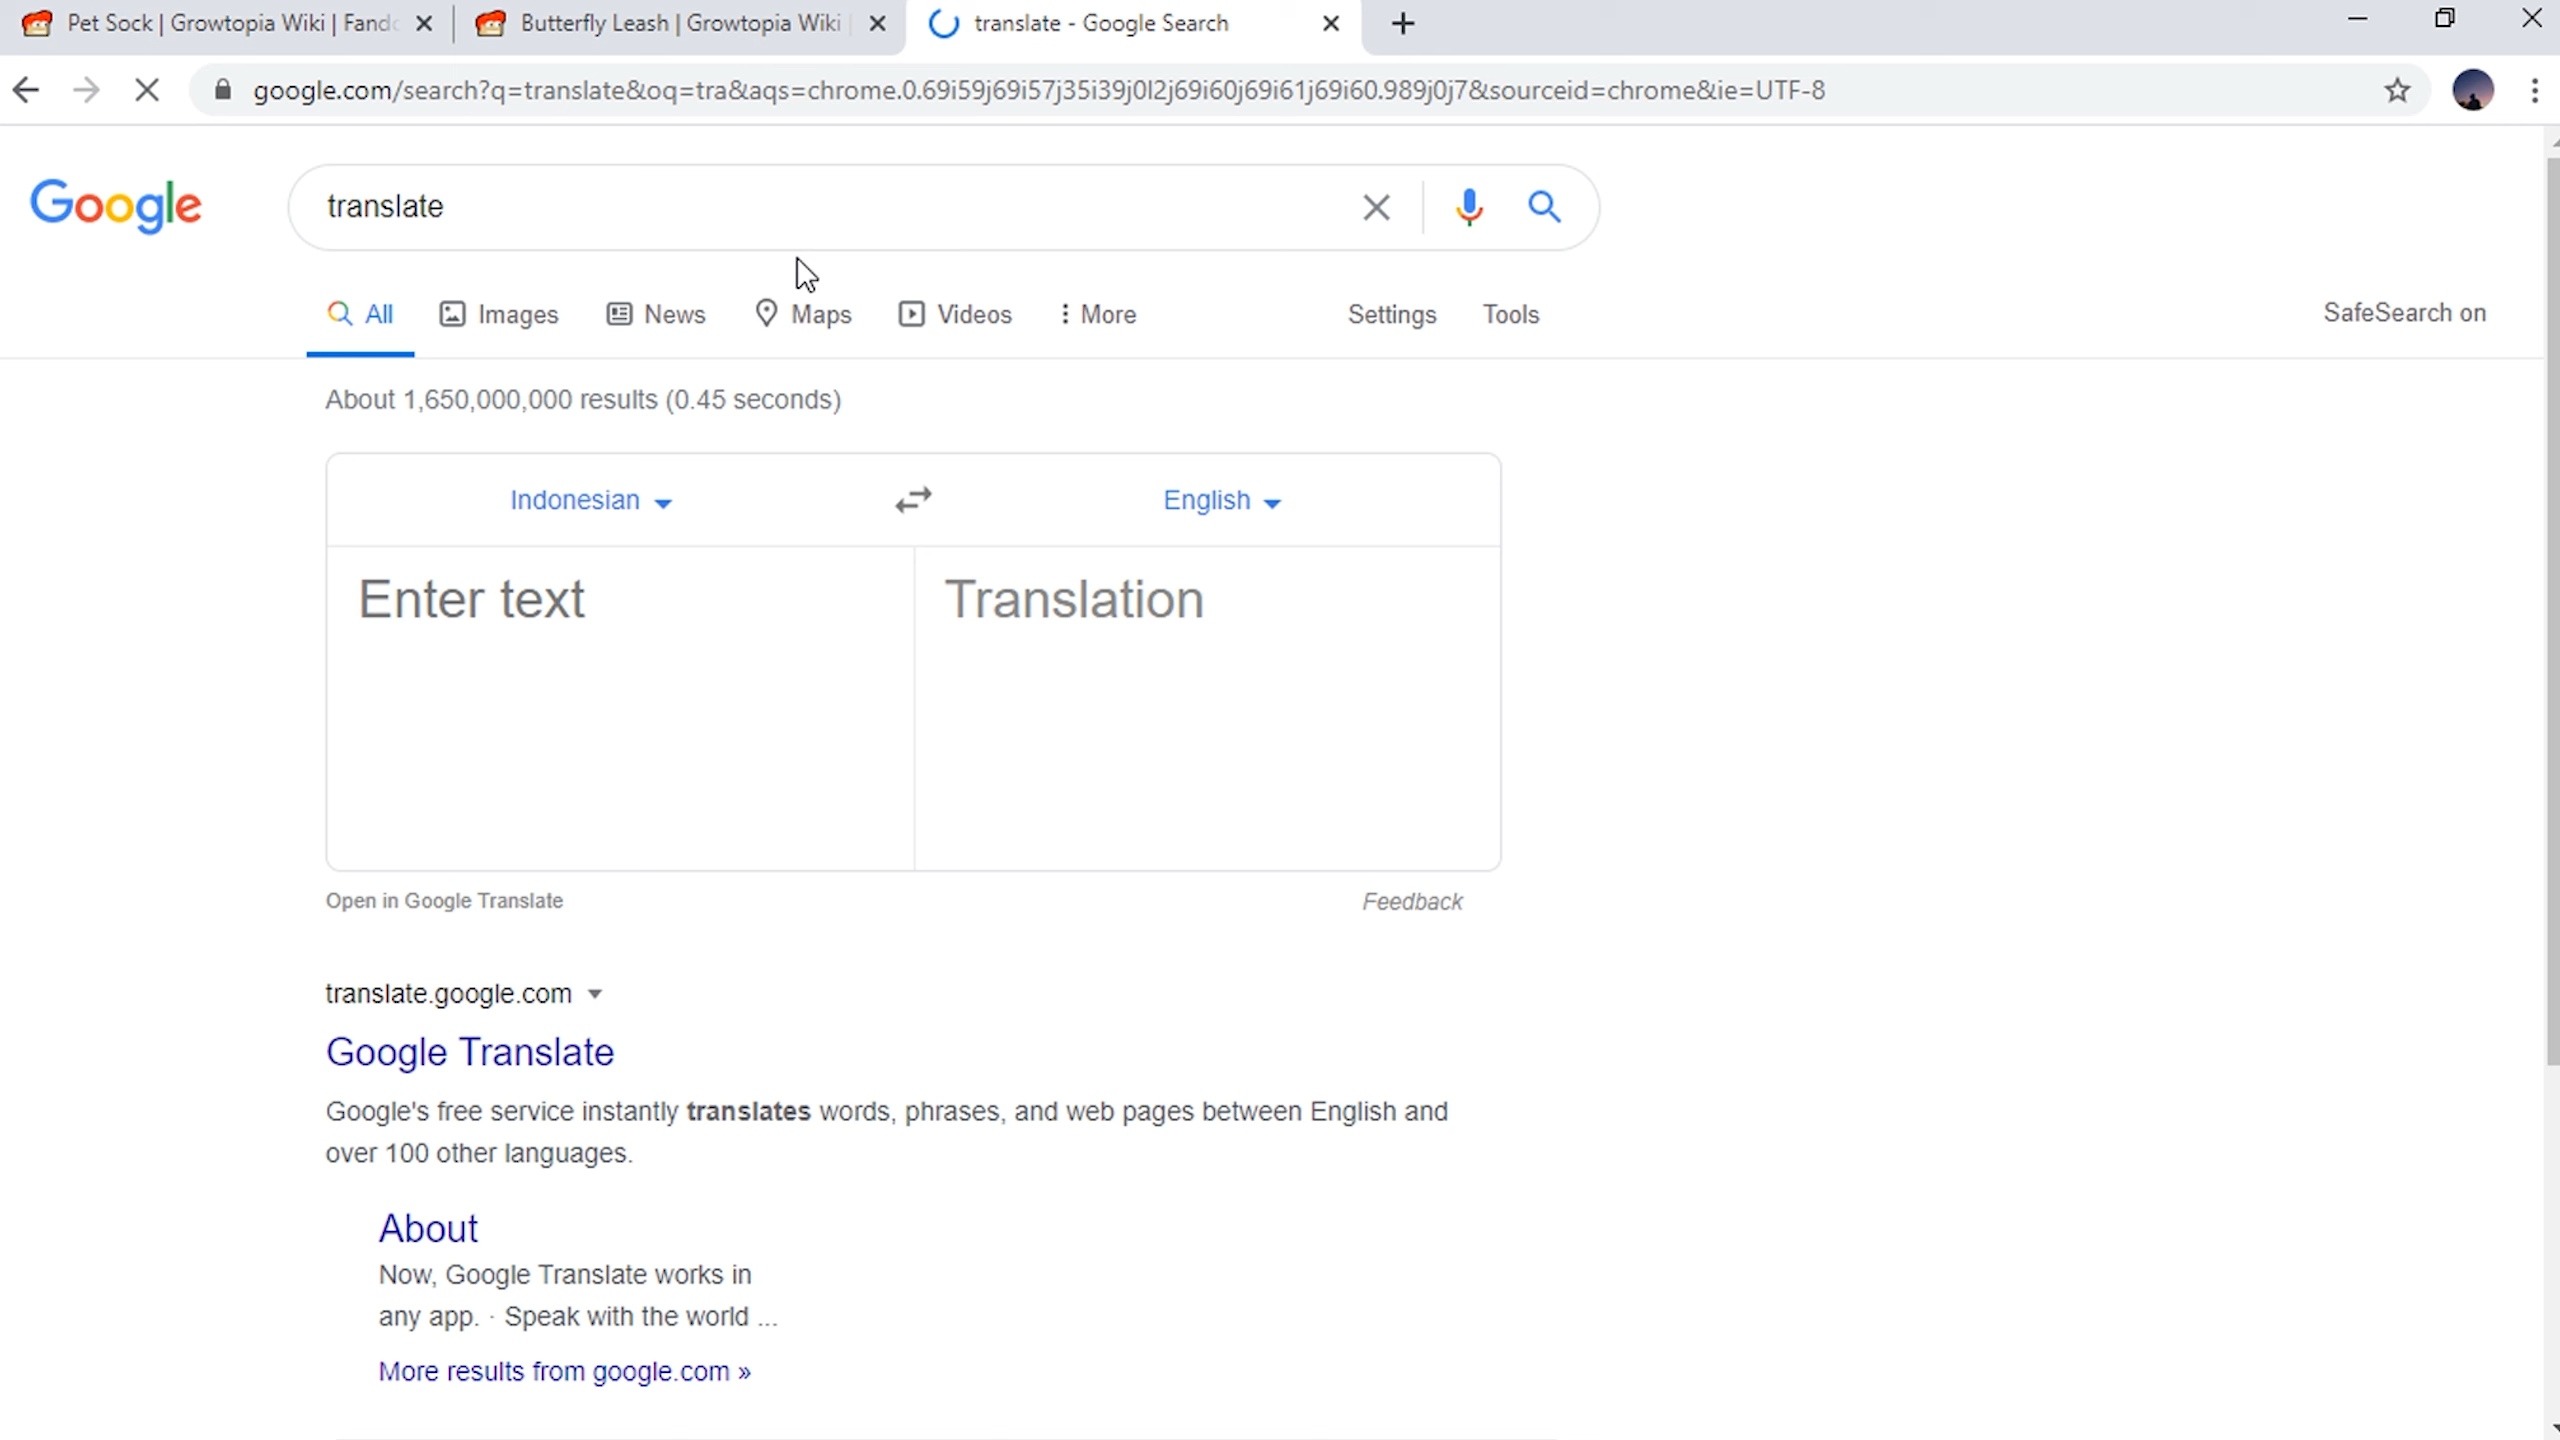 Pet Sock | Growtopia Wiki | Fand
Butterfly Leash | Growtopia Wiki
translate - Google Search
google.com/search?q=translate&oq=tra&aqs=chrome.0.69i59j69i57j35i39j0l2j69i60j69i61j69i60.989j0j7&sourceid=chrome&ie=UTF-8
Google
translate
All Images News Maps Videos More Settings Tools SafeSearch on
About 1,650,000,000 results (0.45 seconds)
Indonesian English
Enter text Translation
Open in Google Translate Feedback
translate.google.com
Google Translate
Google's free service instantly translates words, phrases, and web pages between English and
over 100 other languages.
About
Now, Google Translate works in
any app. · Speak with the world ...
More results from google.com »